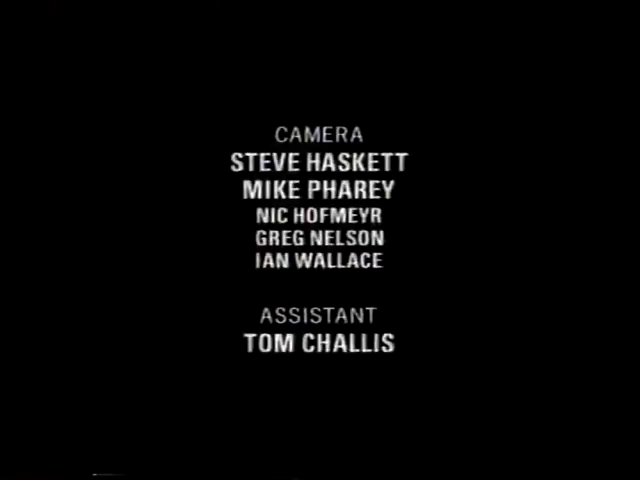 CAMERA
STEVE HASKETT
MIKE PHAREY
NIC HOFMEYR
GREG NELSON
IAN WALLACE
ASSISTANT
TOM CHALLIS